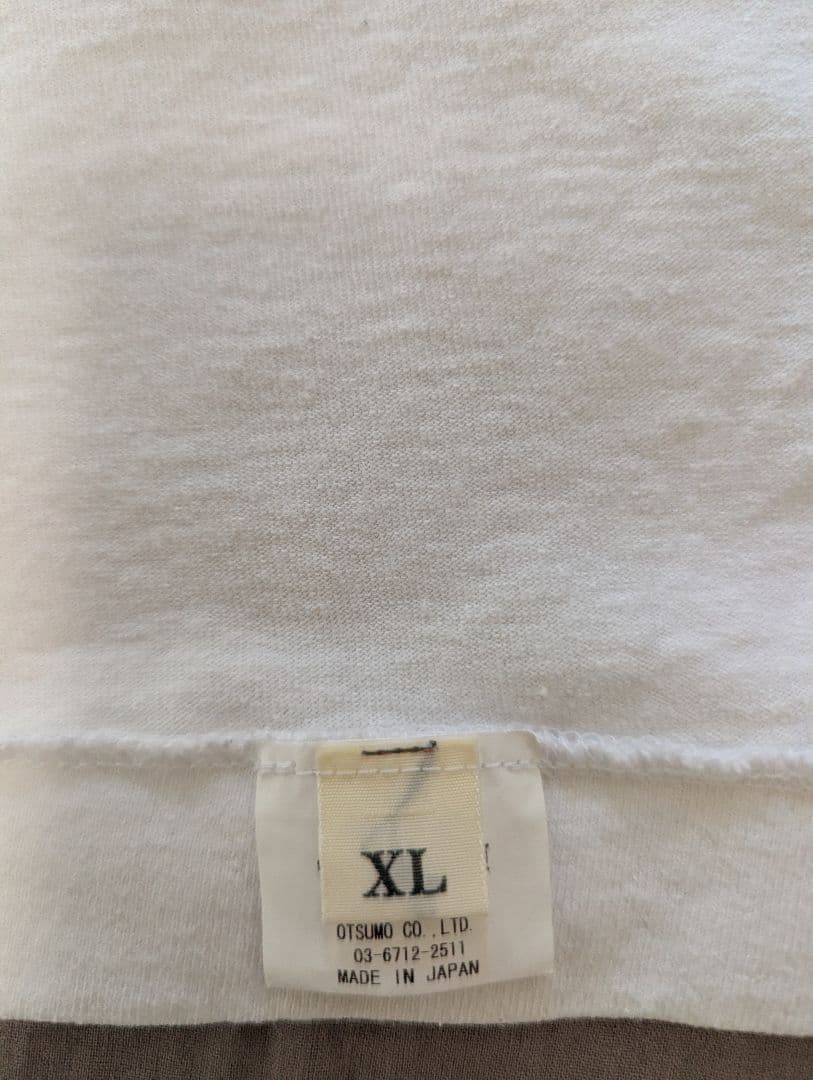 XL
OTSUMO CO.,LTD.
03-6712-2511
MADE IN JAPAN